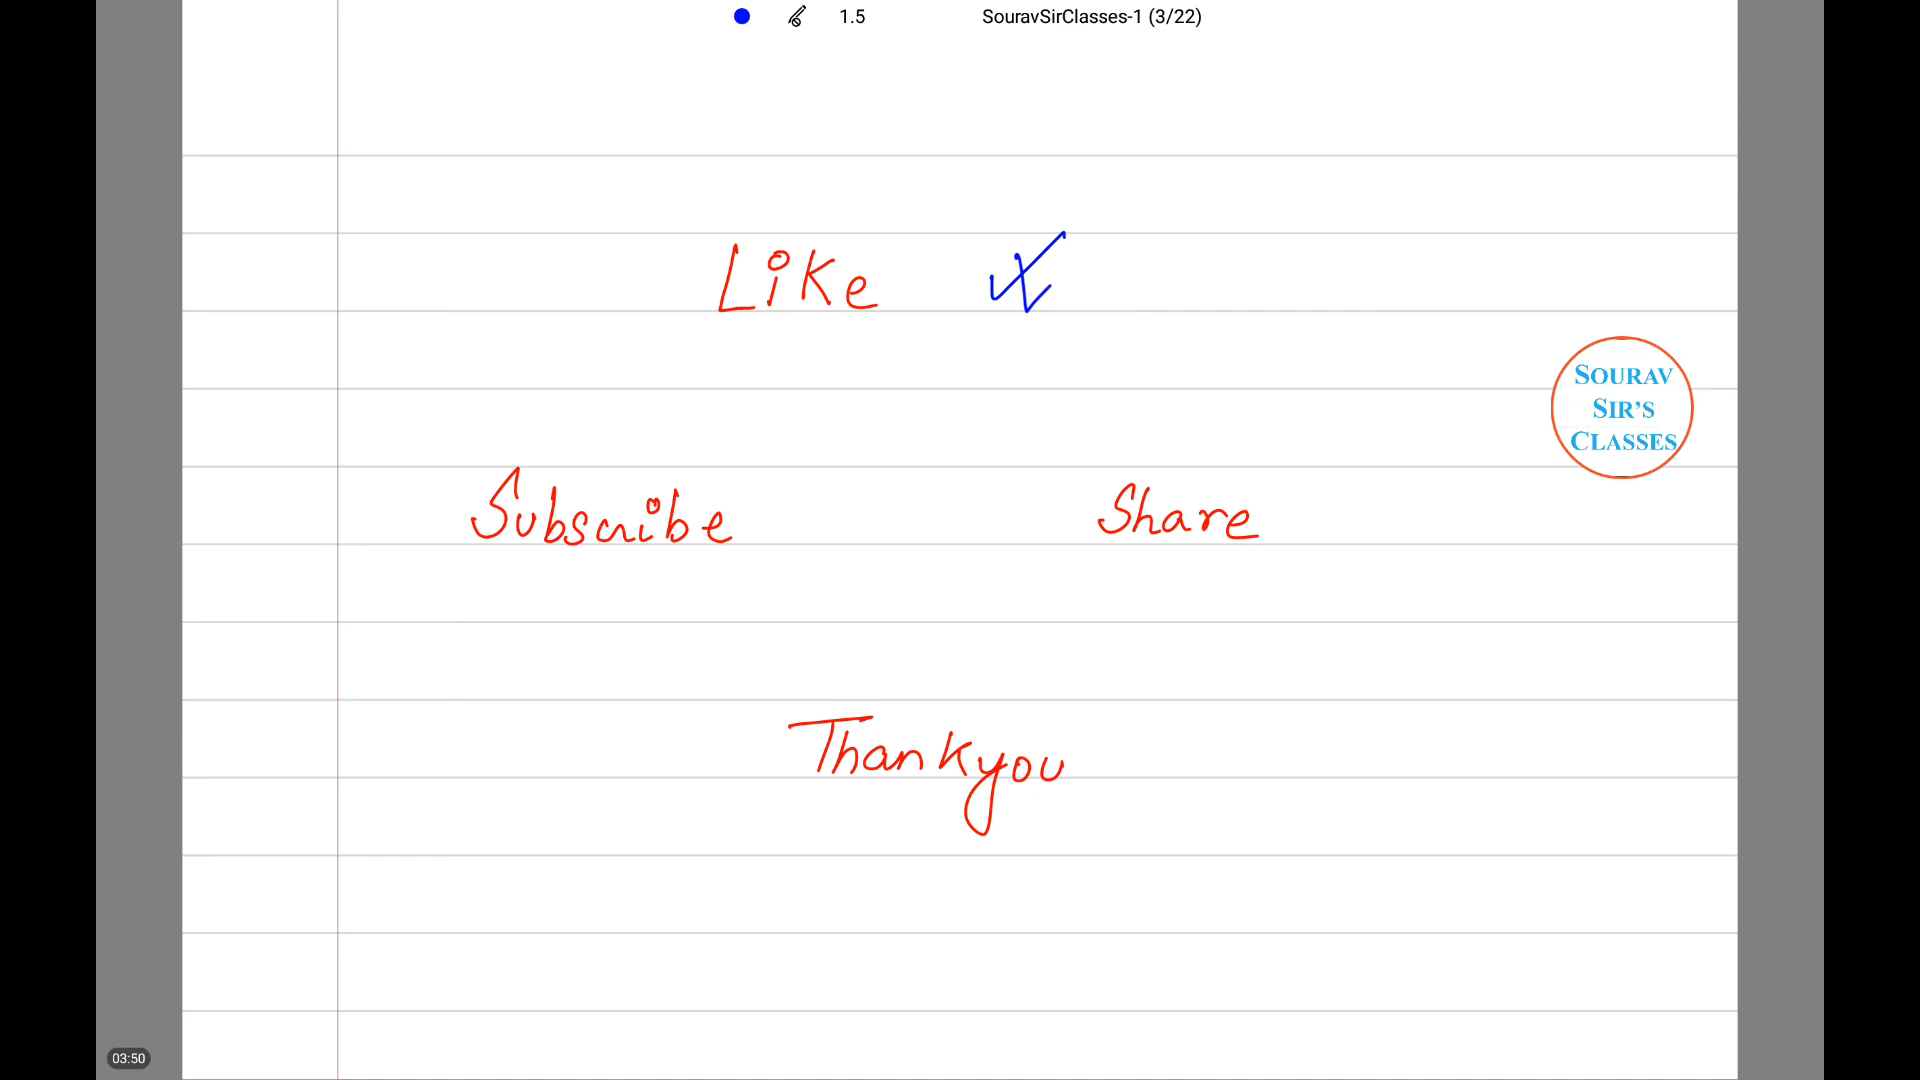 1.5 SouravSirClasses-1 (3/22)
Like
SOURAV
SIR'S
CLASSES
Subscribe Share
Thankyou
03:50